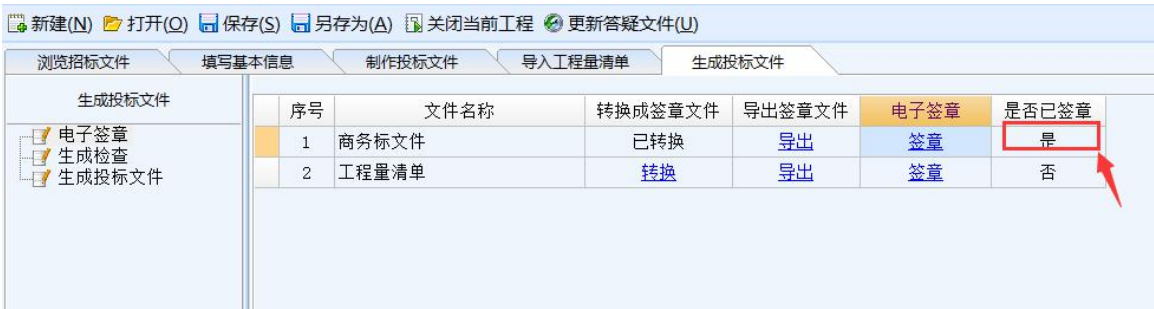 新建(N) 打开(O) 保存(S) 另存为(A) 关闭当前工程 更新答疑文件(U)
浏览招标文件 填写基本信息 制作投标文件 导入工程量清单 生成投标文件
生成投标文件
电子签章
生成检查
生成投标文件
序号 文件名称 转换成签章文件 导出签章文件 电子签章 是否已签章
1 商务标文件 已转换 导出 签章 是
2 工程量清单 转换 导出 签章 否